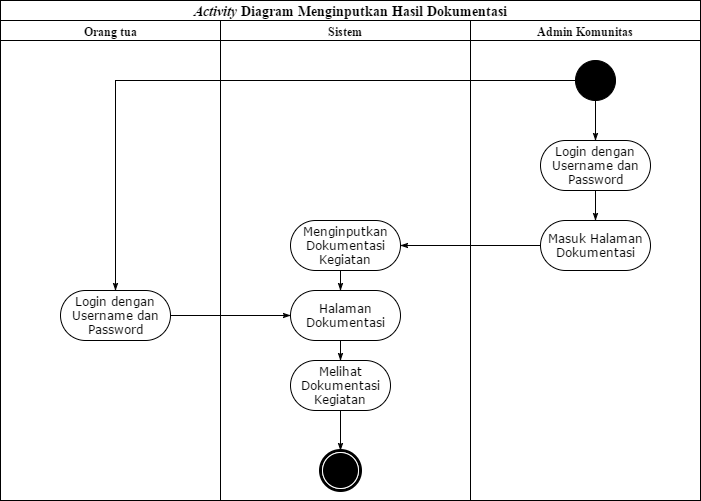 Activity Diagram Menginputkan Hasil Dokumentasi
Orang tua
Sistem
Admin Komunitas
Login dengan
Username dan
Password
Menginputkan
Dokumentasi
Kegiatan
Masuk Halaman
Dokumentasi
Login dengan
Username dan
Password
Halaman
Dokumentasi
Melihat
Dokumentasi
Kegiatan